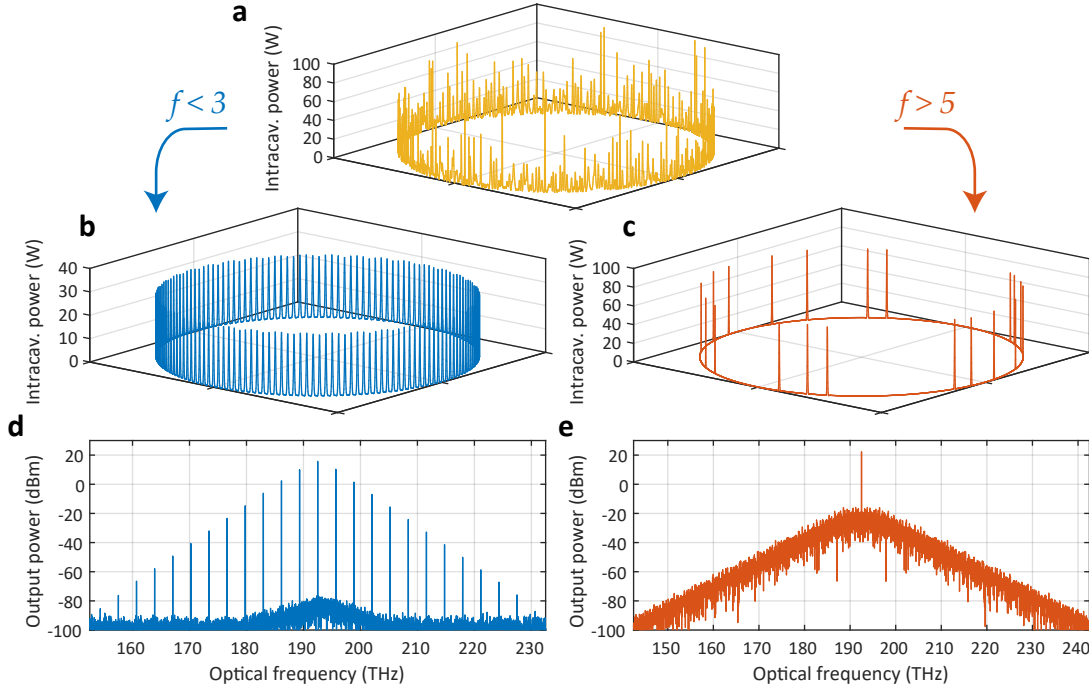 a
Intracav. power (W)
100
80
60
40
20
0
f < 3
f > 5
b
Intracav. power (W)
40
30
20
10
0
c
Intracav. power (W)
100
80
60
40
20
0
d
Output power (dBm)
20
0
-20
-40
-60
-80
-100
160 170 180 190 200 210 220 230
Optical frequency (THz)
e
Output power (dBm)
20
0
-20
-40
-60
-80
-100
150 160 170 180 190 200 210 220 230 240
Optical frequency (THz)